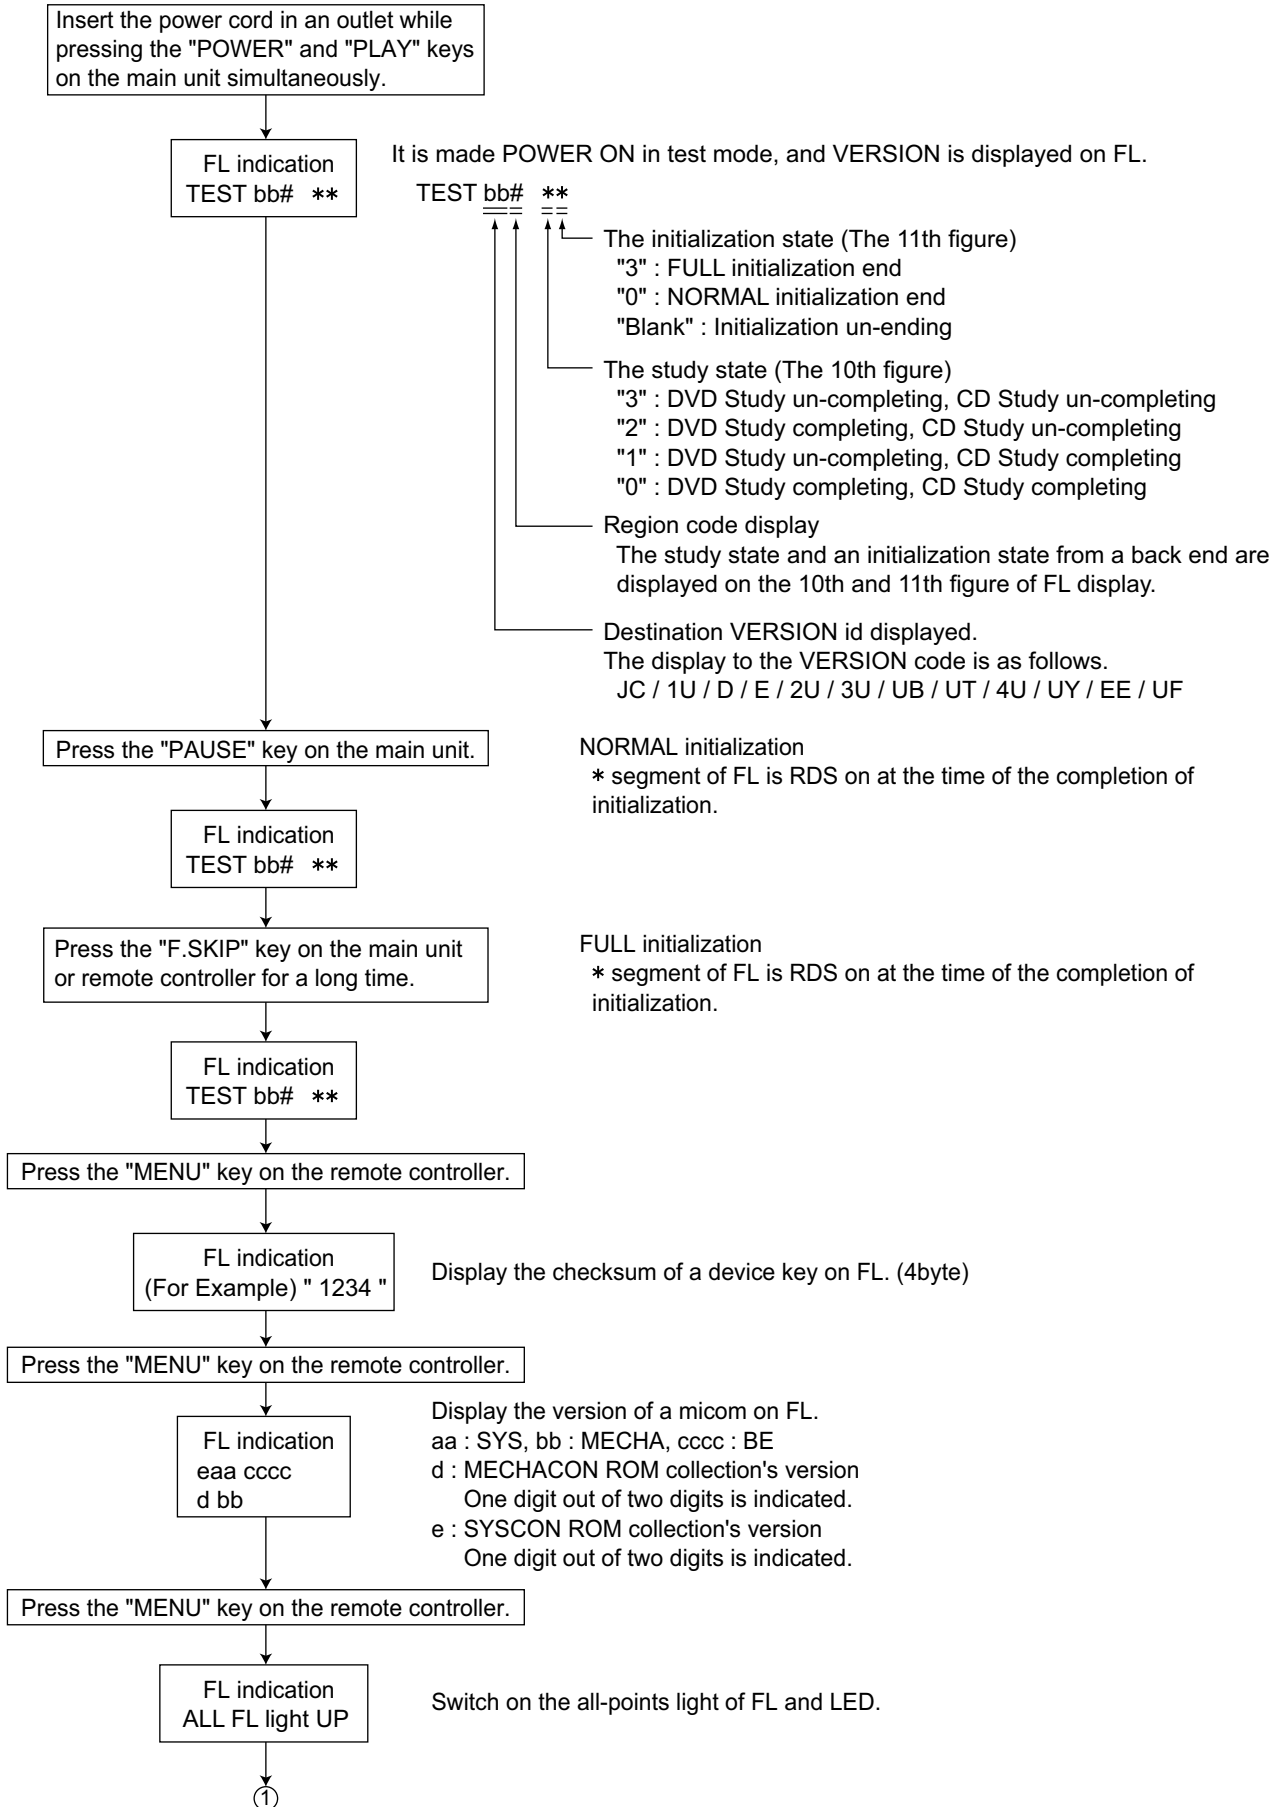 Insert the power cord in an outlet while
pressing the "POWER" and "PLAY" keys
on the main unit simultaneously.
FL indication
TEST bb# **
It is made POWER ON in test mode, and VERSION is displayed on FL.
TEST bb# **
The initialization state (The 11th figure)
"3" : FULL initialization end
"0" : NORMAL initialization end
"Blank" : Initialization un-ending
The study state (The 10th figure)
"3" : DVD Study un-completing, CD Study un-completing
"2" : DVD Study completing, CD Study un-completing
"1" : DVD Study un-completing, CD Study completing
"0" : DVD Study completing, CD Study completing
Region code display
The study state and an initialization state from a back end are
displayed on the 10th and 11th figure of FL display.
Destination VERSION id displayed.
The display to the VERSION code is as follows.
JC / 1U / D / E / 2U / 3U / UB / UT / 4U / UY / EE / UF
Press the "PAUSE" key on the main unit.
NORMAL initialization
* segment of FL is RDS on at the time of the completion of
initialization.
FL indication
TEST bb# **
Press the "F.SKIP" key on the main unit
or remote controller for a long time.
FULL initialization
* segment of FL is RDS on at the time of the completion of
initialization.
FL indication
TEST bb# **
Press the "MENU" key on the remote controller.
FL indication
(For Example) " 1234 "
Display the checksum of a device key on FL. (4byte)
Press the "MENU" key on the remote controller.
FL indication
eaa cccc
d bb
Display the version of a micom on FL.
aa : SYS, bb : MECHA, cccc : BE
d : MECHACON ROM collection's version
One digit out of two digits is indicated.
e : SYSCON ROM collection's version
One digit out of two digits is indicated.
Press the "MENU" key on the remote controller.
FL indication
ALL FL light UP
Switch on the all-points light of FL and LED.
1